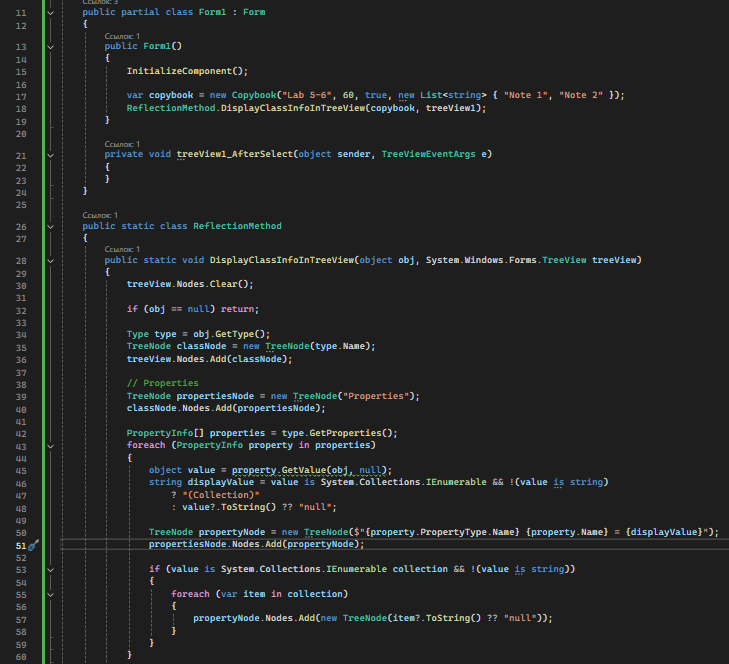 Ссылок: 3
11 public partial class Form1 : Form
12 {
Ссылок: 1
13 public Form1()
14 {
15 InitializeComponent();
16
17 var copybook = new Copybook("Lab 5-6", 60, true, new List<string> { "Note 1", "Note 2" });
18 ReflectionMethod.DisplayClassInfoInTreeView(copybook, treeView1);
19 }
20
Ссылок: 1
21 private void treeView1_AfterSelect(object sender, TreeViewEventArgs e)
22 {
23 }
24 }
25
Ссылок: 1
26 public static class ReflectionMethod
27 {
Ссылок: 1
28 public static void DisplayClassInfoInTreeView(object obj, System.Windows.Forms.TreeView treeView)
29 {
30 treeView.Nodes.Clear();
31
32 if (obj == null) return;
33
34 Type type = obj.GetType();
35 TreeNode classNode = new TreeNode(type.Name);
36 treeView.Nodes.Add(classNode);
37
38 // Properties
39 TreeNode propertiesNode = new TreeNode("Properties");
40 classNode.Nodes.Add(propertiesNode);
41
42 PropertyInfo[] properties = type.GetProperties();
43 foreach (PropertyInfo property in properties)
44 {
45 object value = property.GetValue(obj, null);
46 string displayValue = value is System.Collections.IEnumerable && !(value is string)
47 ? "(Collection)"
48 : value?.ToString() ?? "null";
49
50 TreeNode propertyNode = new TreeNode($"{property.PropertyType.Name} {property.Name} = {displayValue}");
51 propertiesNode.Nodes.Add(propertyNode);
52
53 if (value is System.Collections.IEnumerable collection && !(value is string))
54 {
55 foreach (var item in collection)
56 {
57 propertyNode.Nodes.Add(new TreeNode(item?.ToString() ?? "null"));
58 }
59 }
60 }